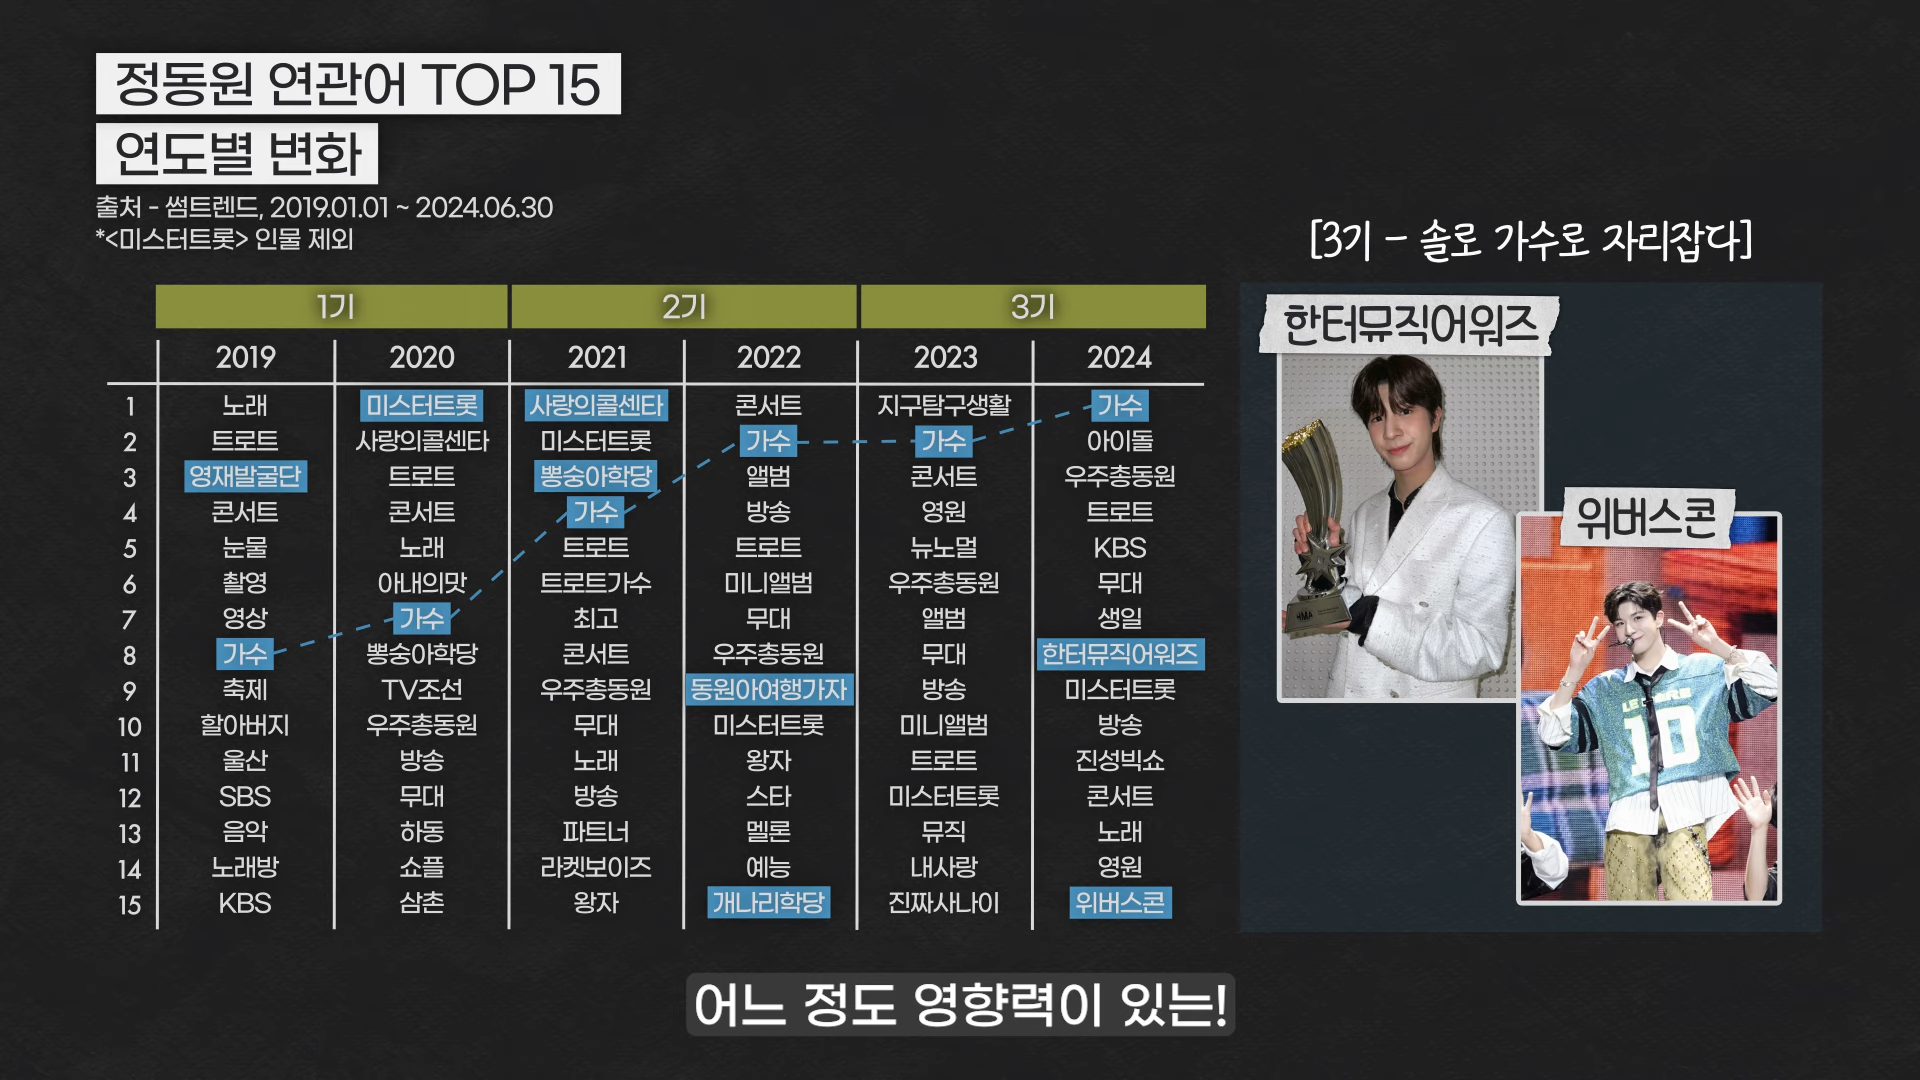 정동원 연관어 TOP 15
연도별 변화
출처 - 썸트렌드, 2019.01.01 ~ 2024.06.30
*<미스터트롯> 인물 제외
[3기 - 솔로 가수로 자리잡다]
1기 2기 3기
2019 2020 2021 2022 2023 2024
1 노래 미스터트롯 사랑의콜센타 콘서트 지구탐구생활 가수
2 트로트 사랑의콜센타 미스터트롯 가수 가수 아이돌
3 영재발굴단 트로트 뽕숭아학당 앨범 콘서트 우주총동원
4 콘서트 콘서트 가수 방송 영원 트로트
5 눈물 노래 트로트 트로트 뉴노멀 KBS
6 촬영 아내의맛 트로트가수 미니앨범 우주총동원 무대
7 영상 가수 최고 무대 앨범 생일
8 가수 뽕숭아학당 콘서트 우주총동원 무대 한터뮤직어워즈
9 축제 TV조선 우주총동원 동원아여행가자 방송 미스터트롯
10 할아버지 우주총동원 무대 미스터트롯 미니앨범 방송
11 울산 방송 노래 왕자 트로트 진성빅쇼
12 SBS 무대 방송 스타 미스터트롯 콘서트
13 음악 하동 파트너 멜론 뮤직 노래
14 노래방 쇼플 라켓보이즈 예능 내사랑 영원
15 KBS 삼촌 왕자 개나리학당 진짜사나이 위버스콘
한터뮤직어워즈
HMA
위버스콘
10
어느 정도 영향력이 있는!